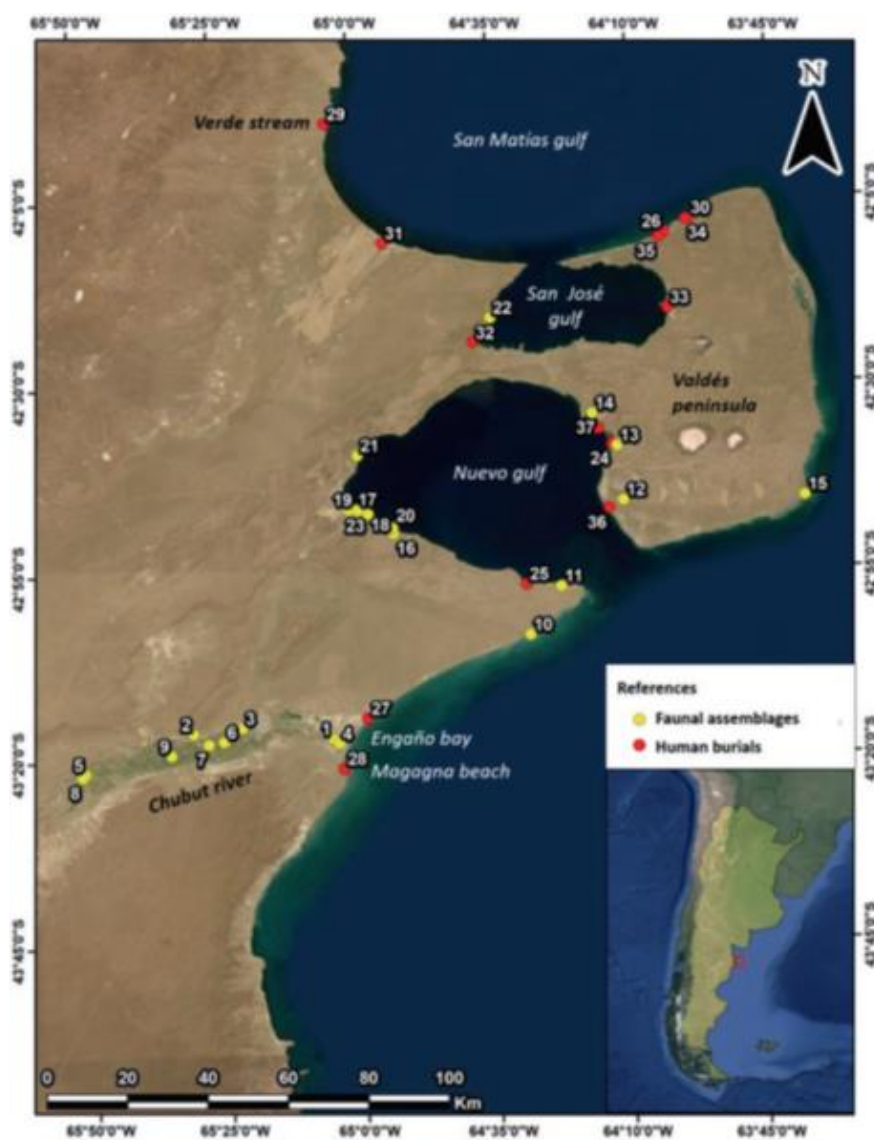 65°50'0"W 65°25'0"W 65°0'0"W 64°35'0"W 64°10'0"W 63°45'0"W
N
29
Verde stream
San Matías gulf
42°5'0"S
42°5'0"S
30
26
34
35
31
33
22
San José
gulf
32
42°30'0"S
42°30'0"S
Valdés
peninsula
14
37
13
24
21
Nuevo gulf
15
12
19 17
20
36
23 18
16
42°55'0"S
42°55'0"S
25 11
10
References
Faunal assemblages
Human burials
27
3
2
6
1 4
Engaño bay
9
7
5
28
43°20'0"S
43°20'0"S
Magagna beach
8
Chubut river
43°45'0"S
43°45'0"S
0 20 40 60 80 100
Km
65°50'0"W 65°25'0"W 65°0'0"W 64°35'0"W 64°10'0"W 63°45'0"W